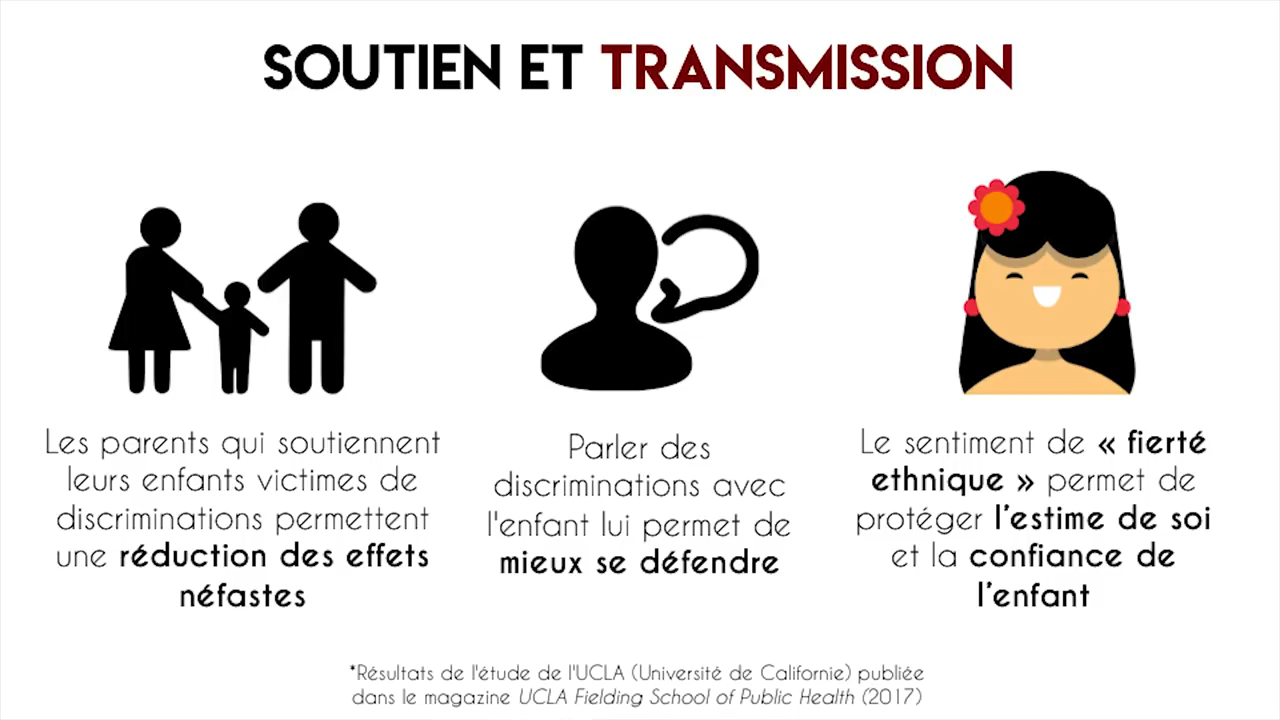 SOUTIEN ET TRANSMISSION
Les parents qui soutiennent
leurs enfants victimes de
discriminations permettent
une réduction des effets
néfastes
Parler des
discriminations avec
l'enfant lui permet de
mieux se défendre
Le sentiment de « fierté
ethnique » permet de
protéger l'estime de soi
et la confiance de
l'enfant
*Résultats de l'étude de l'UCLA (Université de Californie) publiée
dans le magazine UCLA Fielding School of Public Health (2017)